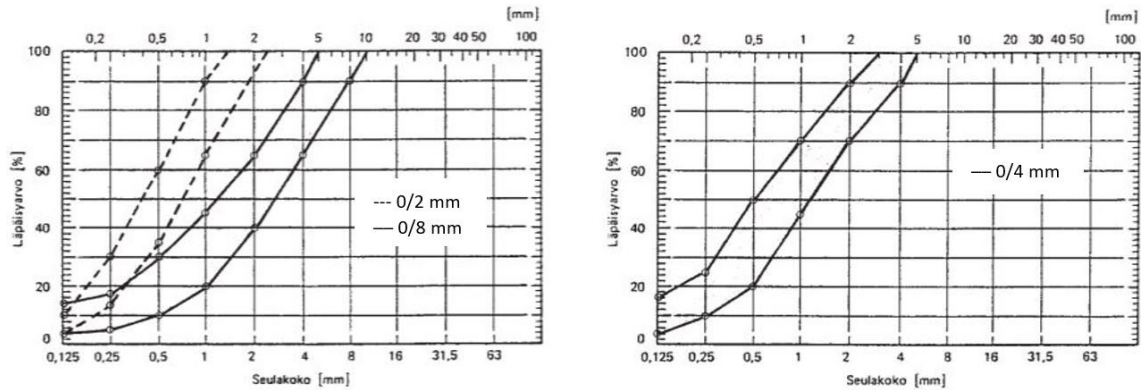 [mm]
0,2 0,5 1 2 5 10 20 30 40 50 100
100
80
60
40
20
0
Läpäisyarvo [%]
--- 0/2 mm
— 0/8 mm
0,125 0,25 0,5 1 2 4 8 16 31,5 63
Seulakoko [mm]
[mm]
0,2 0,5 1 2 5 10 20 30 40 50 100
100
80
60
40
20
0
Läpäisyarvo [%]
— 0/4 mm
0,125 0,25 0,5 1 2 4 8 16 31,5 63
Seulakoko [mm]